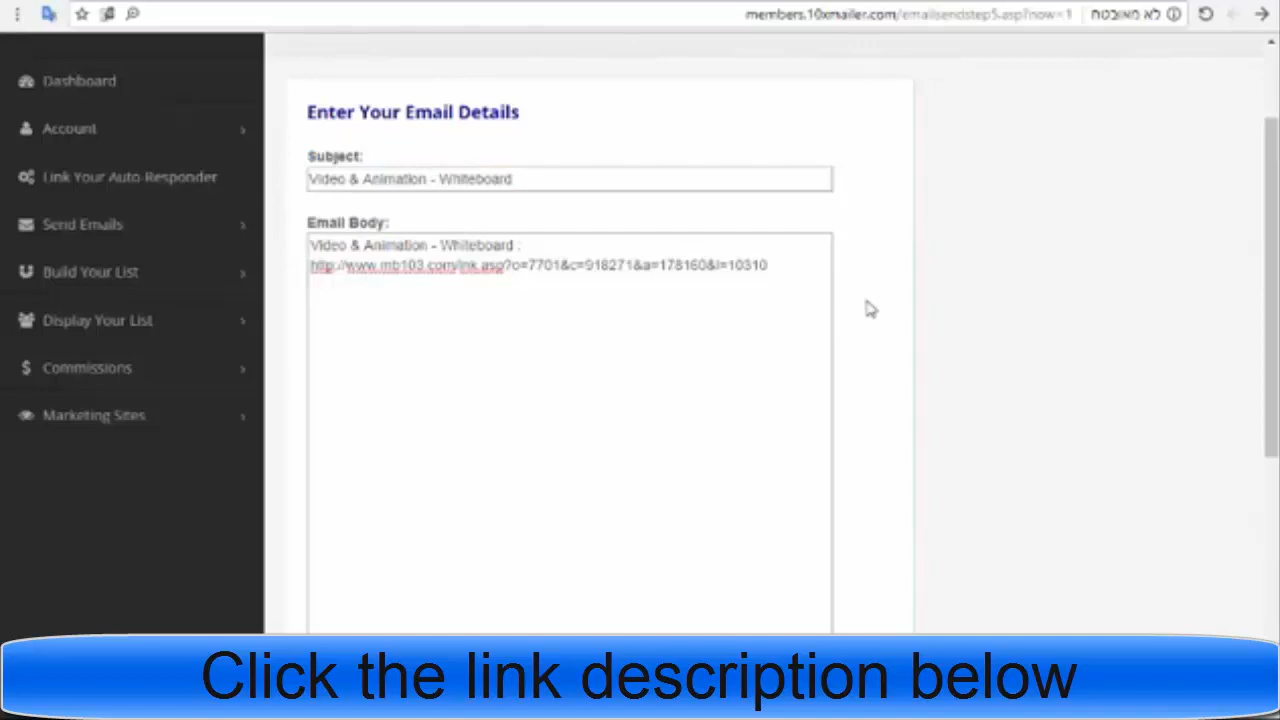 members.10xmailer.com/emailsendstep5.asp?now=1
לא מאובטח
Dashboard
Account
Link Your Auto-Responder
Send Emails
Build Your List
Display Your List
Commissions
Marketing Sites
Enter Your Email Details
Subject:
Video & Animation - Whiteboard
Email Body:
Video & Animation - Whiteboard :
http://www.mb103.com/lnk.asp?o=7701&c=918271&a=178160&l=10310
Click the link description below